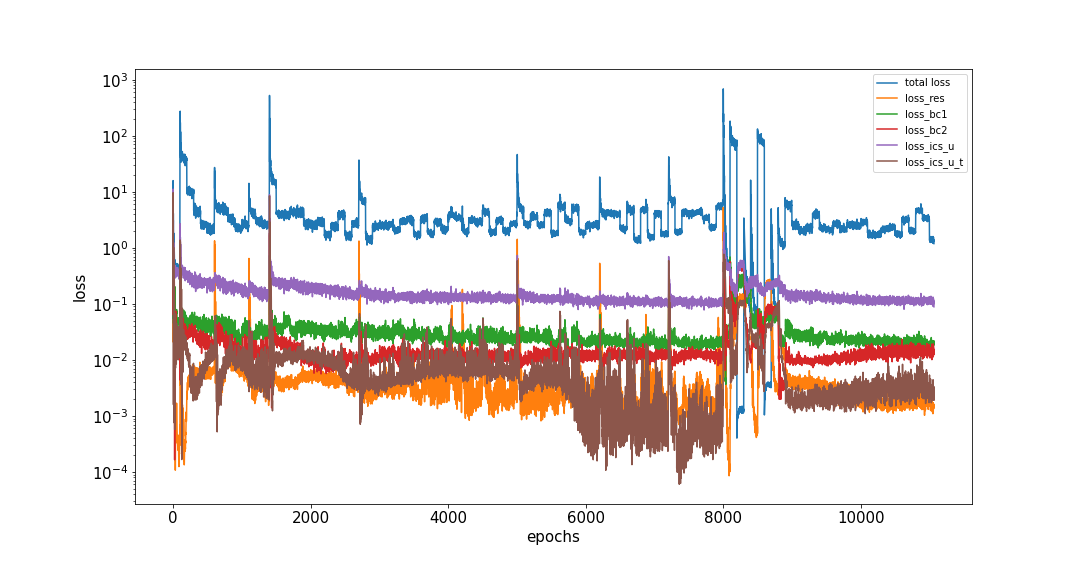 10³
10²
10¹
10⁰
10⁻¹
10⁻²
10⁻³
10⁻⁴
loss
total loss
loss_res
loss_bc1
loss_bc2
loss_ics_u
loss_ics_u_t
0 2000 4000 6000 8000 10000
epochs